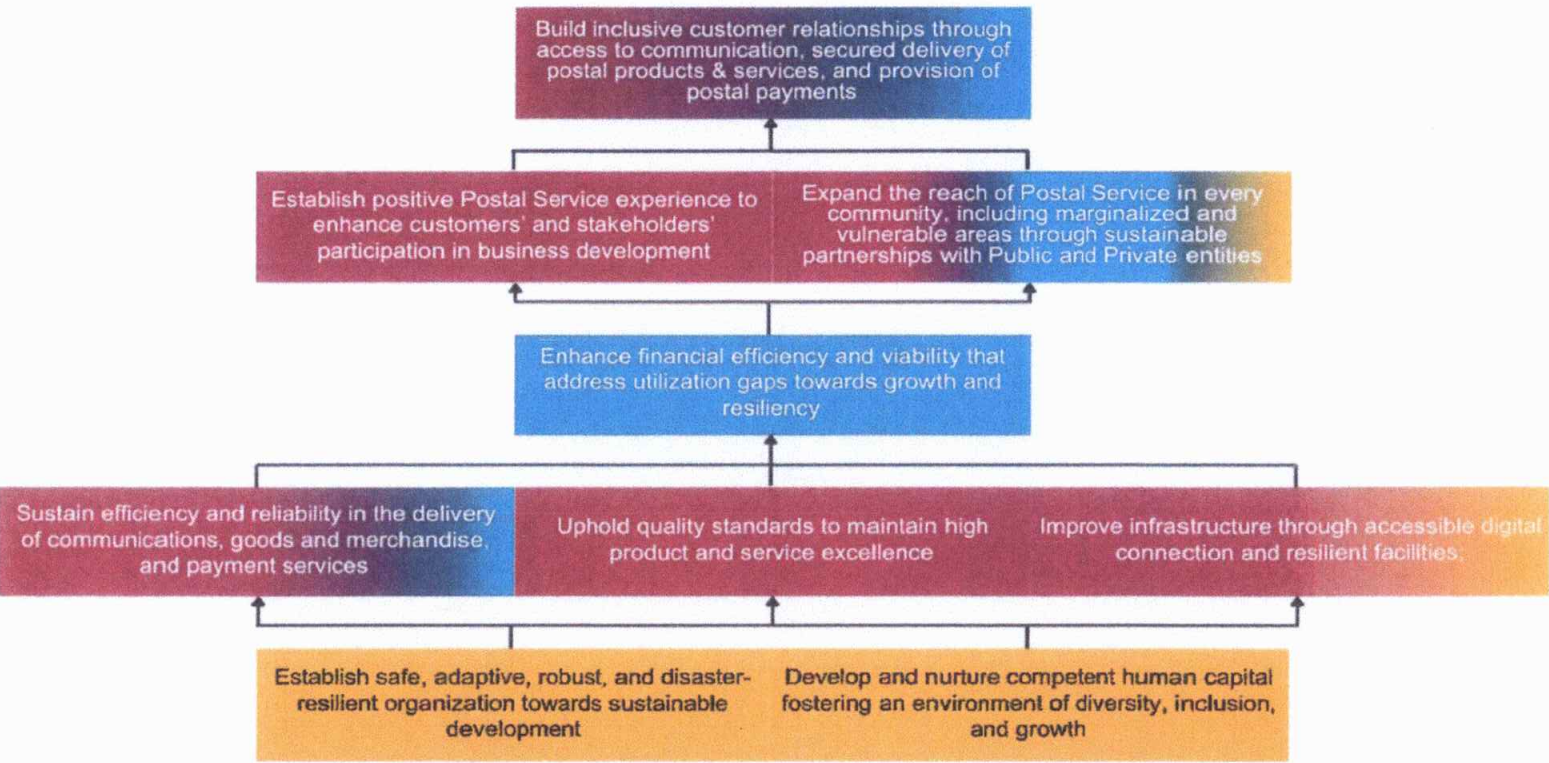 Build inclusive customer relationships through
access to communication, secured delivery of
postal products & services, and provision of
postal payments
Establish positive Postal Service experience to
enhance customers' and stakeholders'
participation in business development
Expand the reach of Postal Service in every
community, including marginalized and
vulnerable areas through sustainable
partnerships with Public and Private entities
Enhance financial efficiency and viability that
address utilization gaps towards growth and
resiliency
Sustain efficiency and reliability in the delivery
of communications, goods and merchandise,
and payment services
Uphold quality standards to maintain high
product and service excellence
Improve infrastructure through accessible digital
connection and resilient facilities.
Establish safe, adaptive, robust, and disaster-
resilient organization towards sustainable
development
Develop and nurture competent human capital
fostering an environment of diversity, inclusion,
and growth